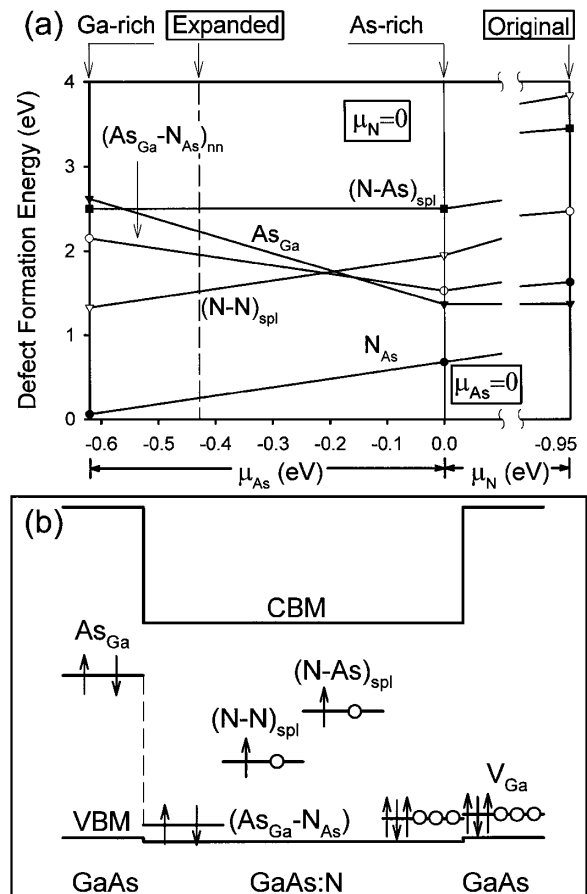 (a)
Ga-rich Expanded As-rich Original
Defect Formation Energy (eV)
4
3
2
1
0
μN=0
(AsGa-NAs)nn
(N-As)spl
AsGa
(N-N)spl
NAs
μAs=0
-0.6 -0.5 -0.4 -0.3 -0.2 -0.1 0.0 -0.95
μAs (eV) μN (eV)
(b)
CBM
AsGa
(N-As)spl
(N-N)spl
VGa
VBM (AsGa-NAs)
GaAs GaAs:N GaAs